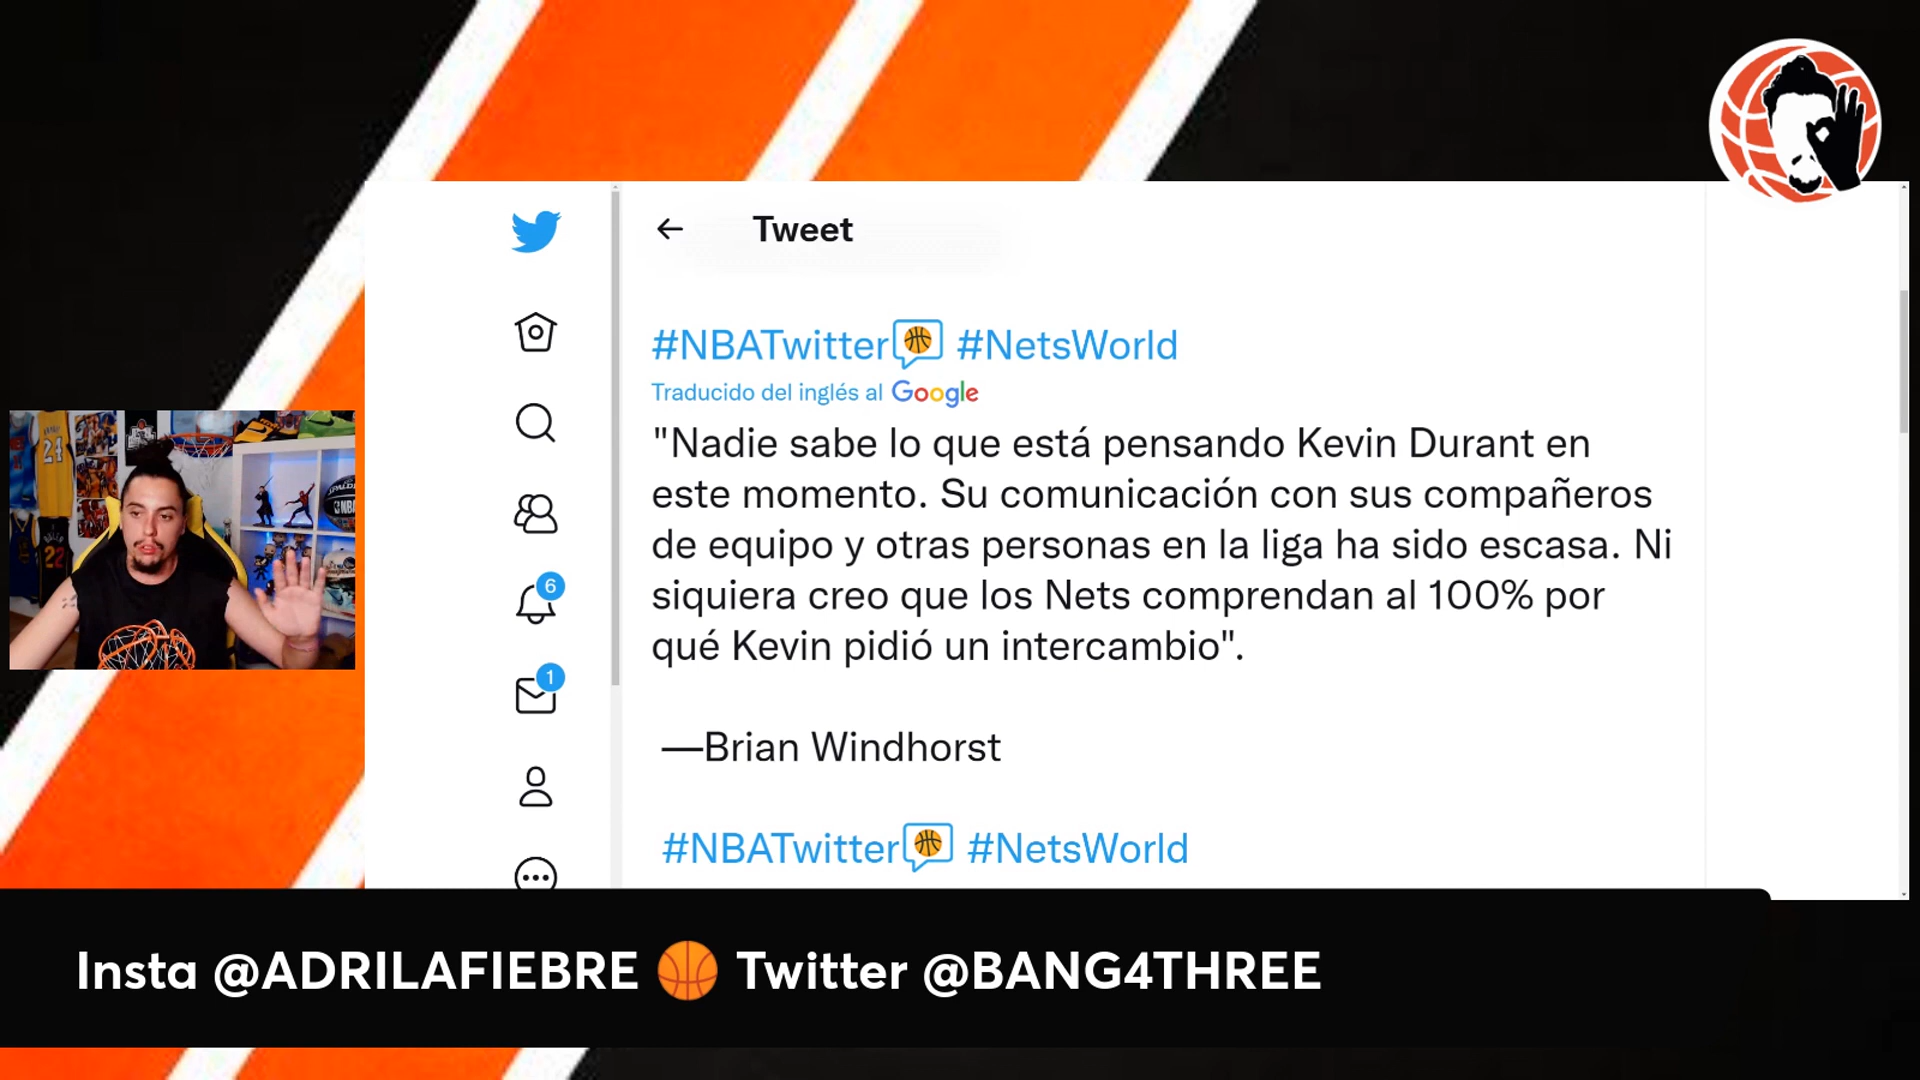 Tweet
#NBATwitter #NetsWorld
Traducido del inglés al Google
"Nadie sabe lo que está pensando Kevin Durant en
este momento. Su comunicación con sus compañeros
de equipo y otras personas en la liga ha sido escasa. Ni
siquiera creo que los Nets comprendan al 100% por
qué Kevin pidió un intercambio".
—Brian Windhorst
#NBATwitter #NetsWorld
6
1
24
22
Insta @ADRILAFIEBRE 🏀 Twitter @BANG4THREE